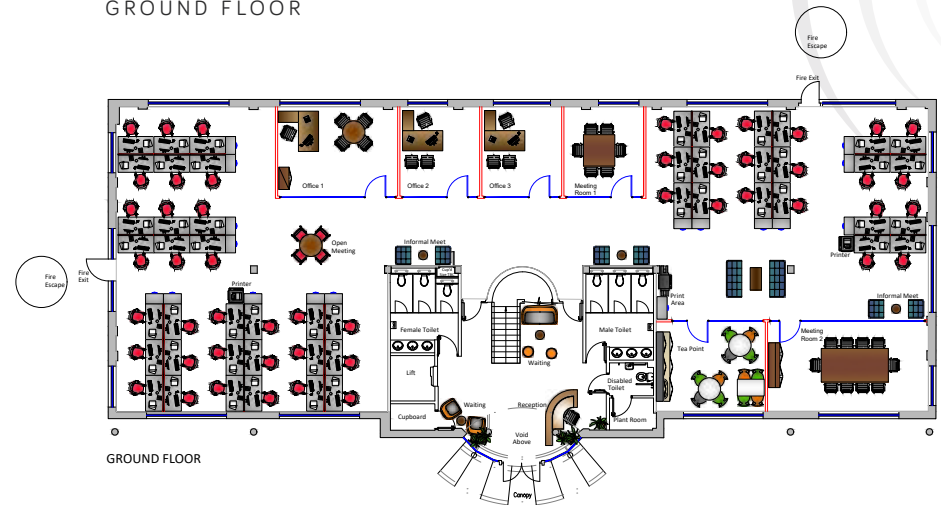 GROUND FLOOR
Fire
Escape
Fire Exit
Office 1
Office 2
Office 3
Meeting
Room 1
Open
Meeting
Informal Meet
Printer
Fire
Escape
Fire
Exit
Printer
Print
Area
Informal Meet
Female Toilet
Male Toilet
Tea Point
Meeting
Room 2
Waiting
Lift
Disabled
Toilet
Cupboard
Waiting
Reception
Plant Room
Void
Above
Canopy
GROUND FLOOR